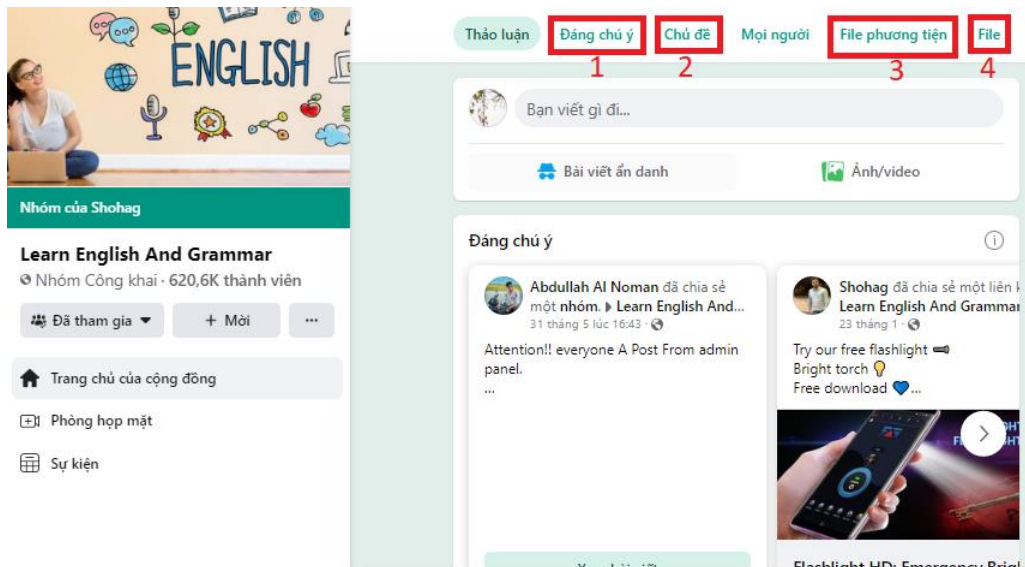 ENGLISH
Nhóm của Shohag
Learn English And Grammar
Nhóm Công khai · 620,6K thành viên
Đã tham gia
+ Mời
...
Trang chủ của cộng đồng
Phòng họp mặt
Sự kiện
Thảo luận Đáng chú ý Chủ đề Mọi người File phương tiện File
1 2 3 4
Bạn viết gì đi...
Bài viết ẩn danh Ảnh/video
Đáng chú ý
Abdullah Al Noman đã chia sẻ
một nhóm. ▶ Learn English And...
31 tháng 5 lúc 16:43 ·
Attention!! everyone A Post From admin
panel.
...
Shohag đã chia sẻ một liên
Learn English And Grammar
23 tháng 1 ·
Try our free flashlight
Bright torch
Free download 💙...
Flashlight HD: Emergency